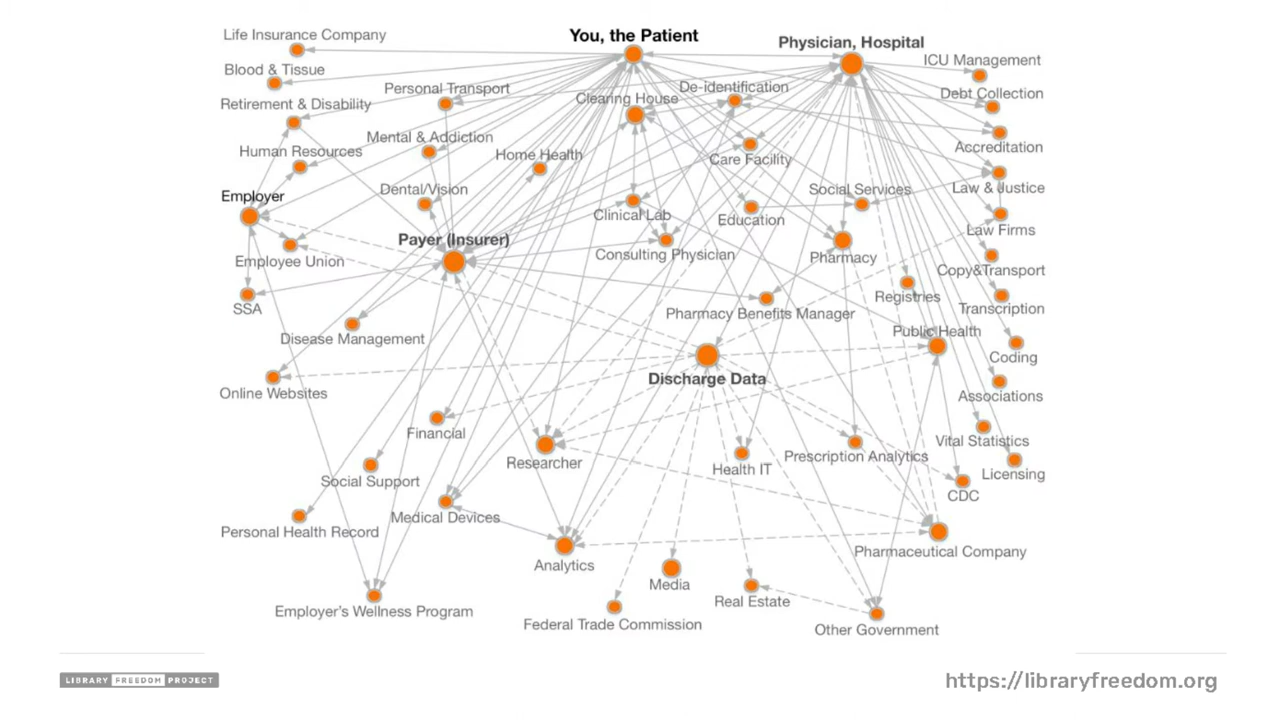 Life Insurance Company
You, the Patient
Physician, Hospital
Blood & Tissue
ICU Management
Personal Transport
De-identification
Debt Collection
Retirement & Disability
Clearing House
Mental & Addiction
Accreditation
Human Resources
Home Health
Care Facility
Employer
Dental/Vision
Social Services
Law & Justice
Clinical Lab
Education
Law Firms
Payer (Insurer)
Consulting Physician
Pharmacy
Employee Union
Copy&Transport
SSA
Registries
Transcription
Pharmacy Benefits Manager
Disease Management
Public Health
Coding
Discharge Data
Online Websites
Associations
Financial
Vital Statistics
Researcher
Health IT
Prescription Analytics
Licensing
Social Support
CDC
Medical Devices
Personal Health Record
Pharmaceutical Company
Analytics
Media
Real Estate
Employer's Wellness Program
Federal Trade Commission
Other Government
LIBRARY FREEDOM PROJECT
https://libraryfreedom.org